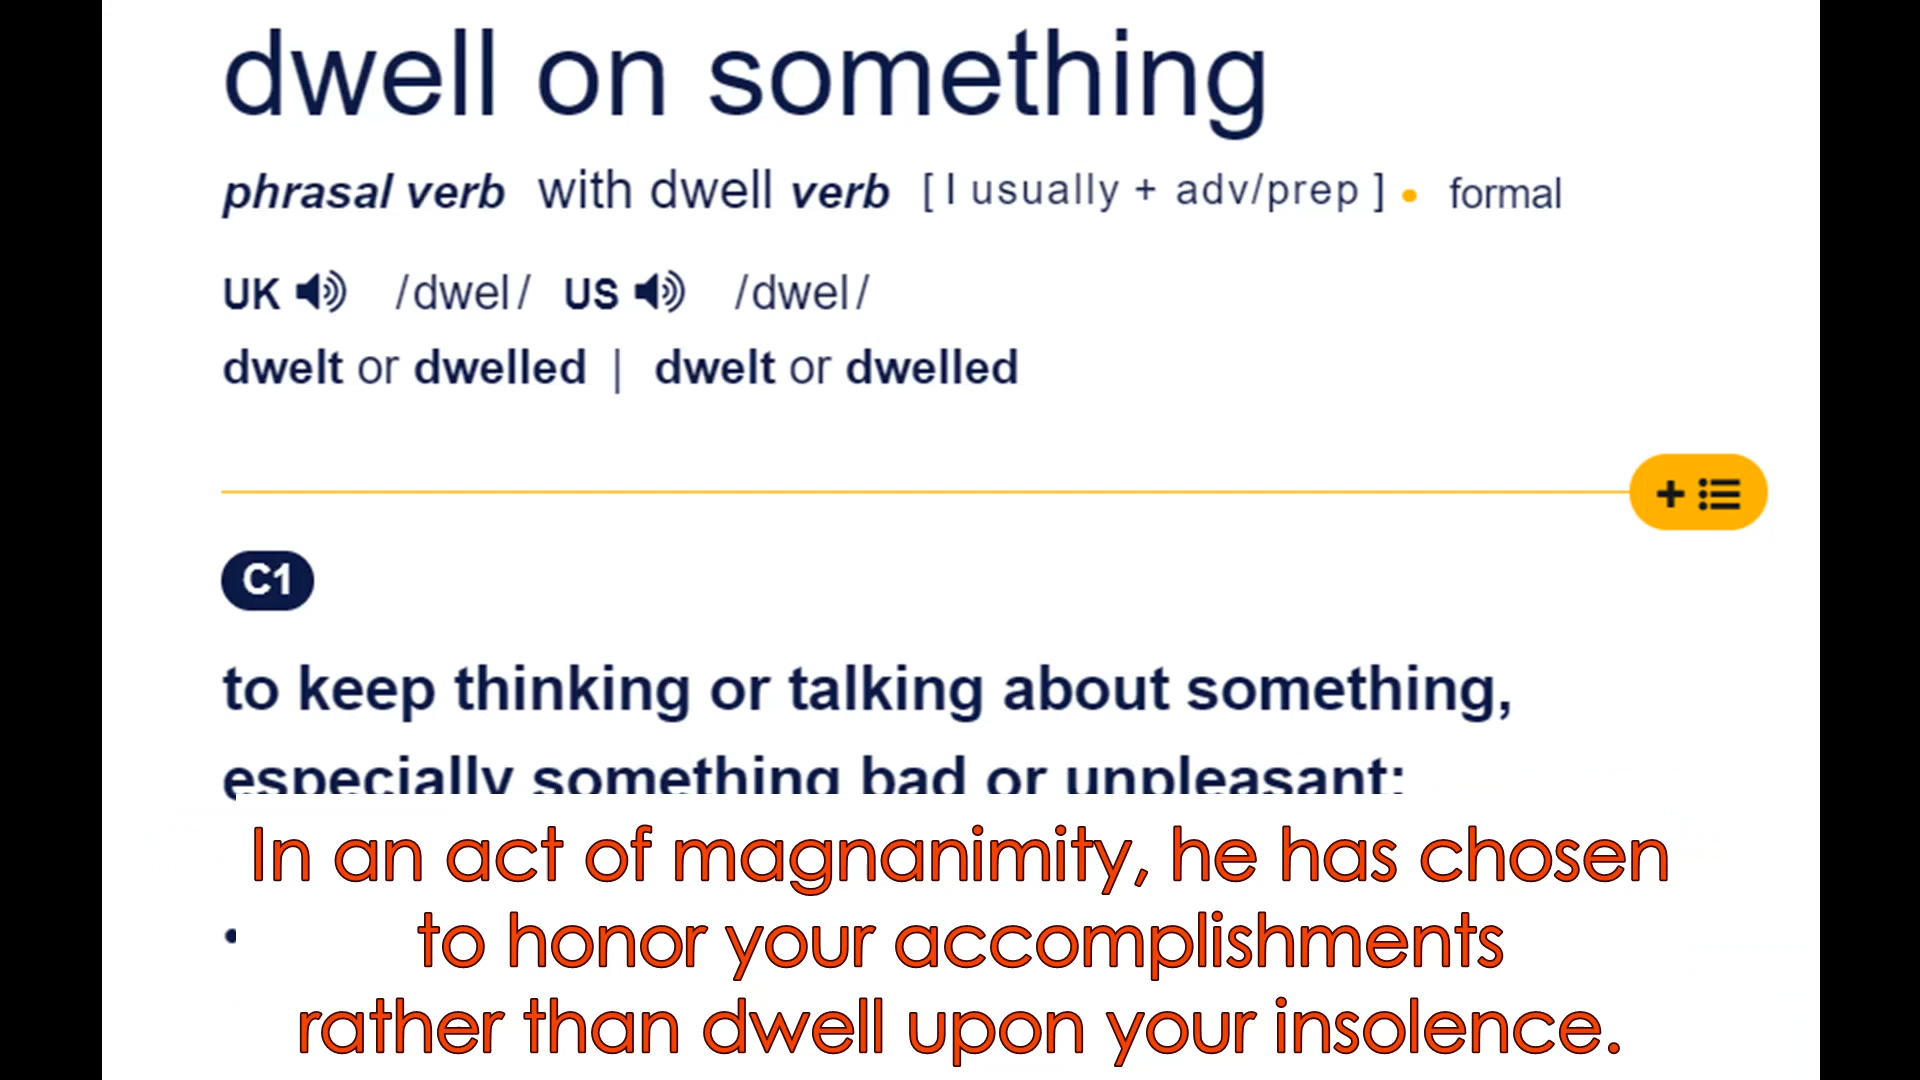 dwell on something
phrasal verb with dwell verb [ I usually + adv/prep ] • formal
UK /dwel/ US /dwel/
dwelt or dwelled | dwelt or dwelled
+
C1
to keep thinking or talking about something,
especially something bad or unpleasant:
In an act of magnanimity, he has chosen
to honor your accomplishments
rather than dwell upon your insolence.